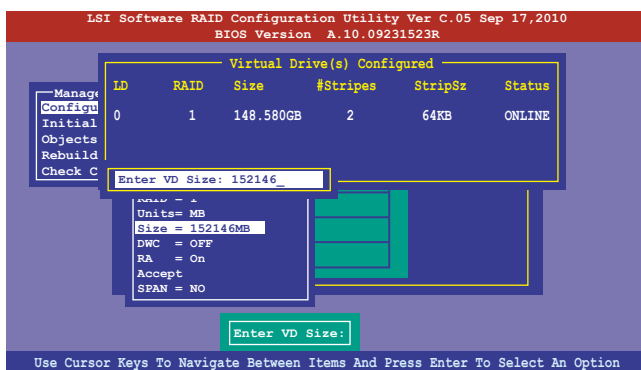 LSI Software RAID Configuration Utility Ver C.05 Sep 17,2010
BIOS Version A.10.09231523R
Virtual Drive(s) Configured
LD RAID Size #Stripes StripSz Status
0 1 148.580GB 2 64KB ONLINE
Manage
Configu
Initial
Objects
Rebuild
Check C
Enter VD Size: 152146_
RAID = 1
Units= MB
Size = 152146MB
DWC = OFF
RA = On
Accept
SPAN = NO
Enter VD Size:
Use Cursor Keys To Navigate Between Items And Press Enter To Select An Option